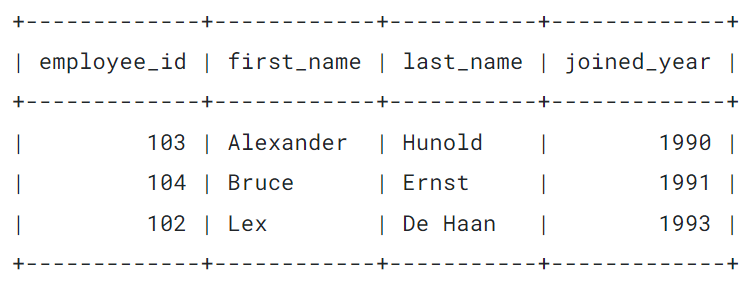 +-------------+------------+-----------+-------------+
| employee_id | first_name | last_name | joined_year |
+-------------+------------+-----------+-------------+
|         103 | Alexander  | Hunold    |        1990 |
|         104 | Bruce      | Ernst     |        1991 |
|         102 | Lex        | De Haan   |        1993 |
+-------------+------------+-----------+-------------+